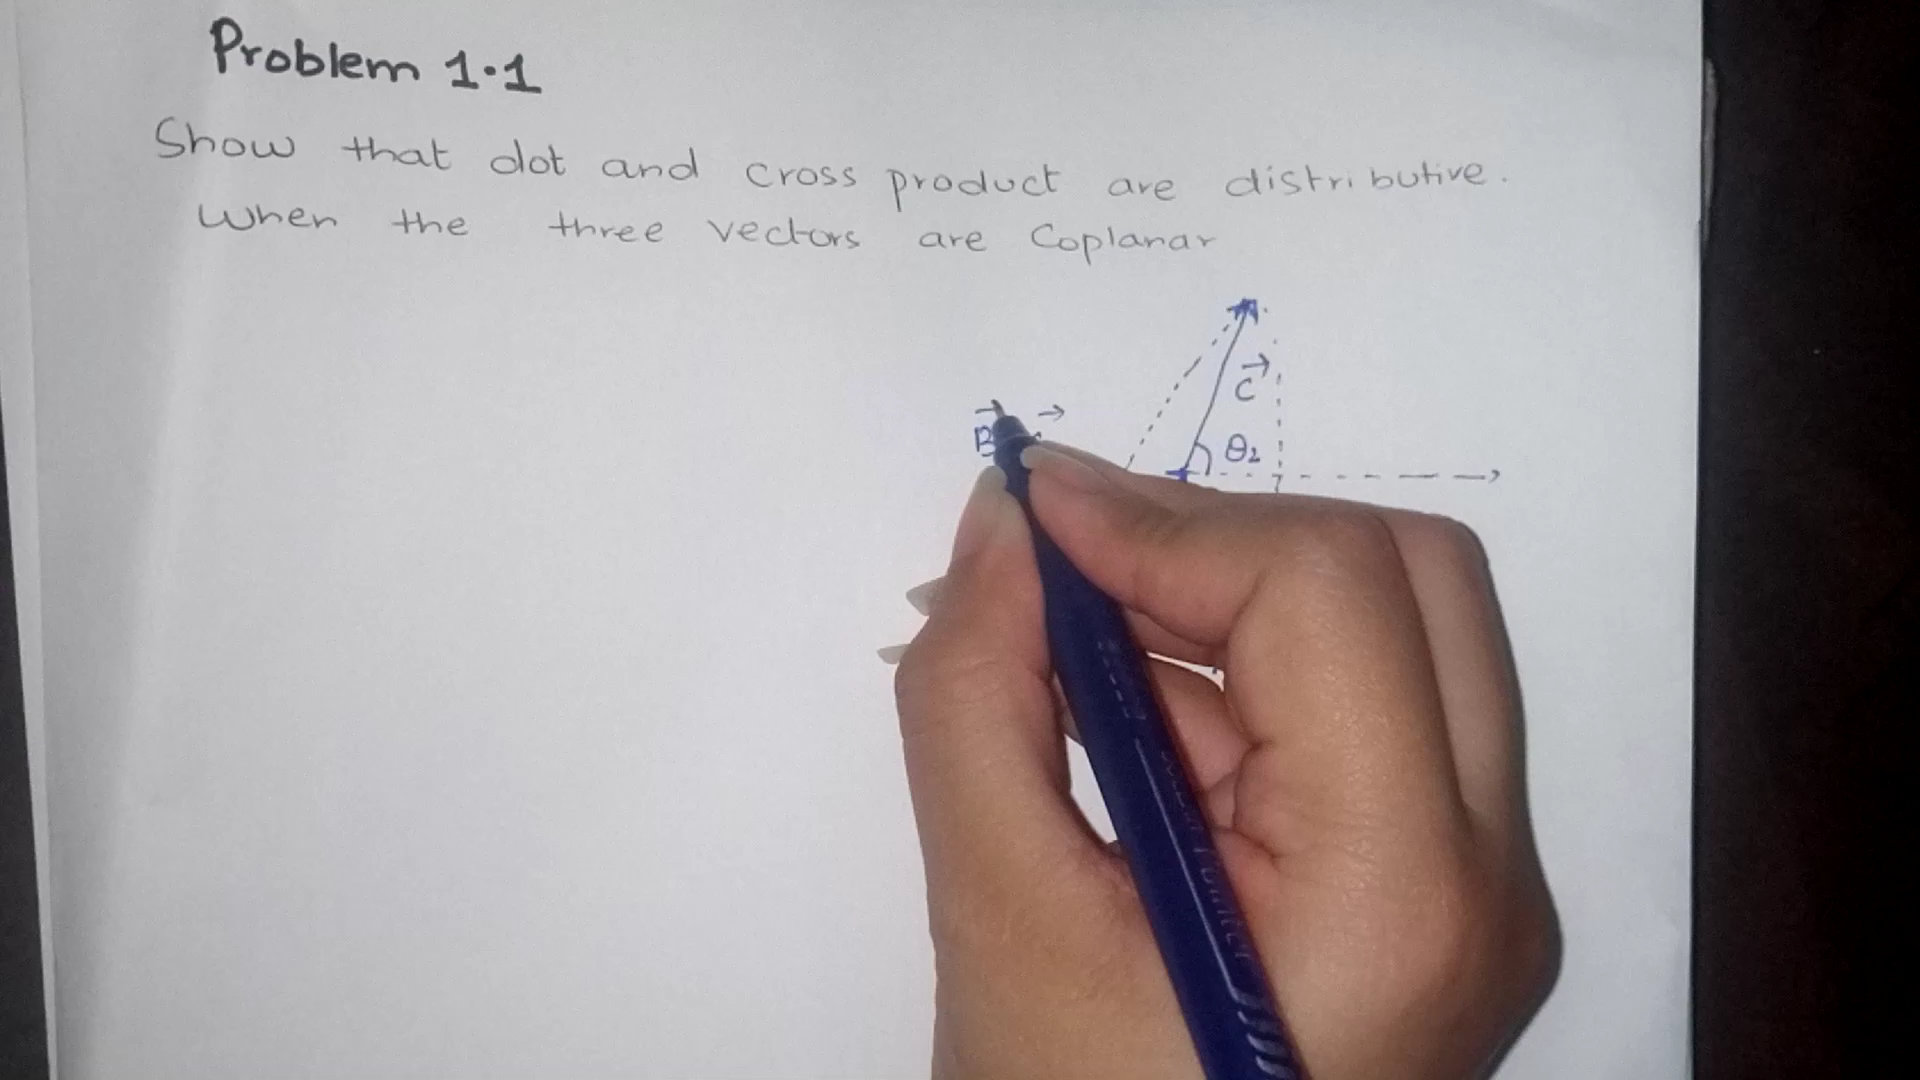 Problem 1.1
Show that dot and cross product are distributive.
When the three vectors are Coplanar
C
B
θ₂